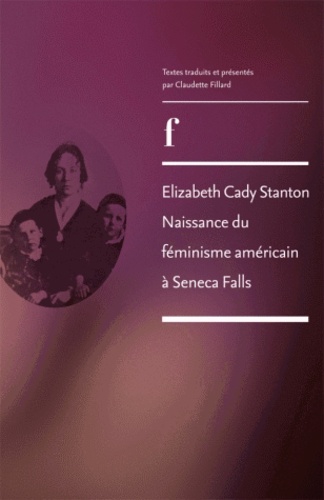 Textes traduits et présentés
par Claudette Fillard
f
Elizabeth Cady Stanton
Naissance du
féminisme américain
à Seneca Falls